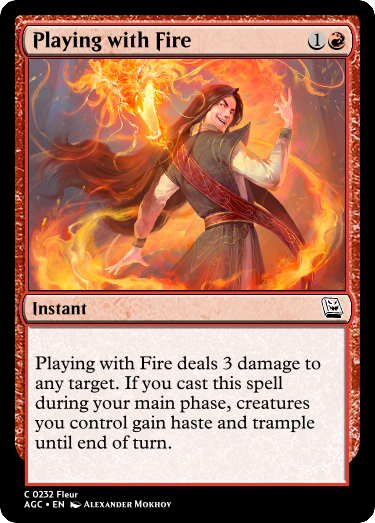 Playing with Fire 1
Instant
Playing with Fire deals 3 damage to
any target. If you cast this spell
during your main phase, creatures
you control gain haste and trample
until end of turn.
C 0232 Fleur
AGC • EN Alexander Mokhov